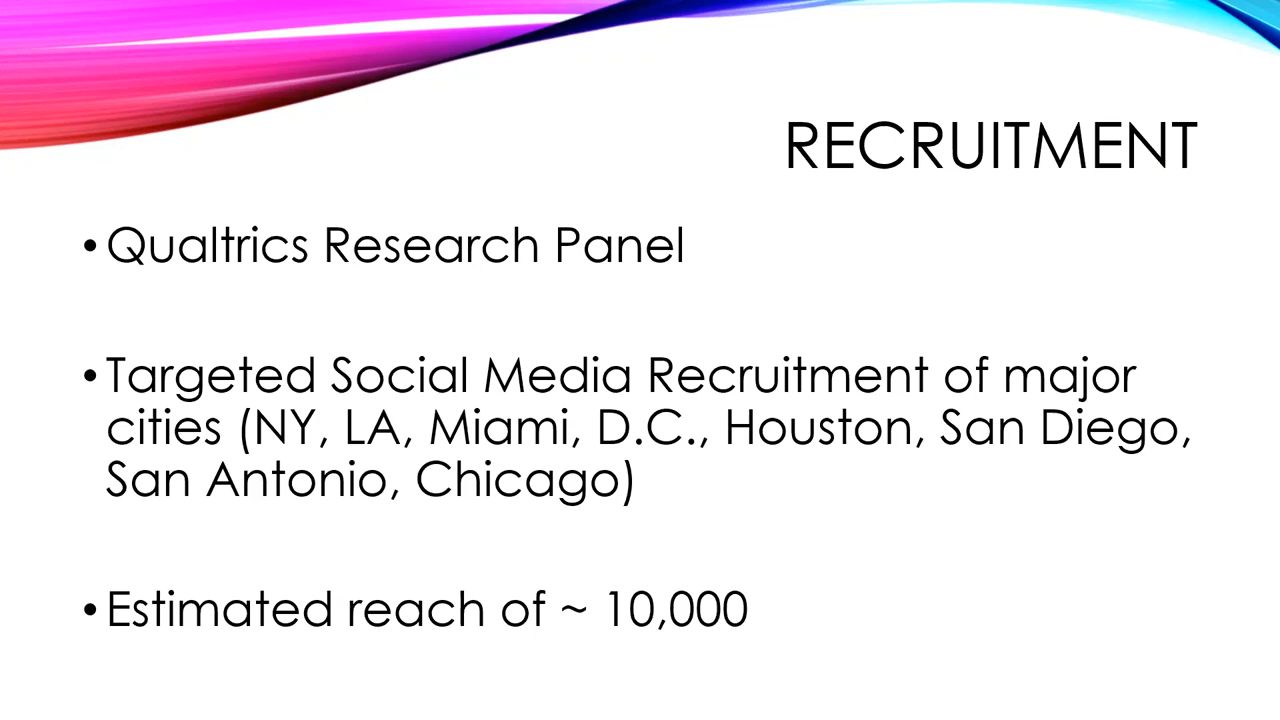 RECRUITMENT
• Qualtrics Research Panel
• Targeted Social Media Recruitment of major
cities (NY, LA, Miami, D.C., Houston, San Diego,
San Antonio, Chicago)
• Estimated reach of ~ 10,000